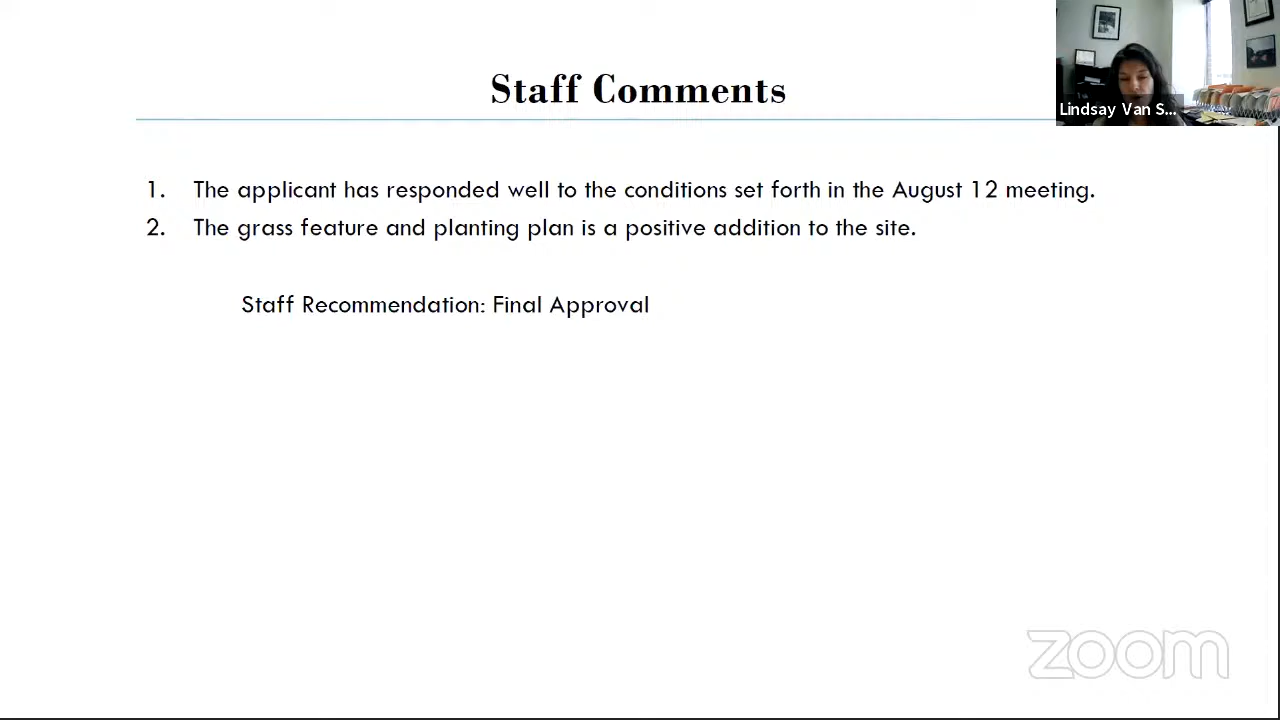 Staff Comments
Lindsay Van S...
1. The applicant has responded well to the conditions set forth in the August 12 meeting.
2. The grass feature and planting plan is a positive addition to the site.
Staff Recommendation: Final Approval
zoom